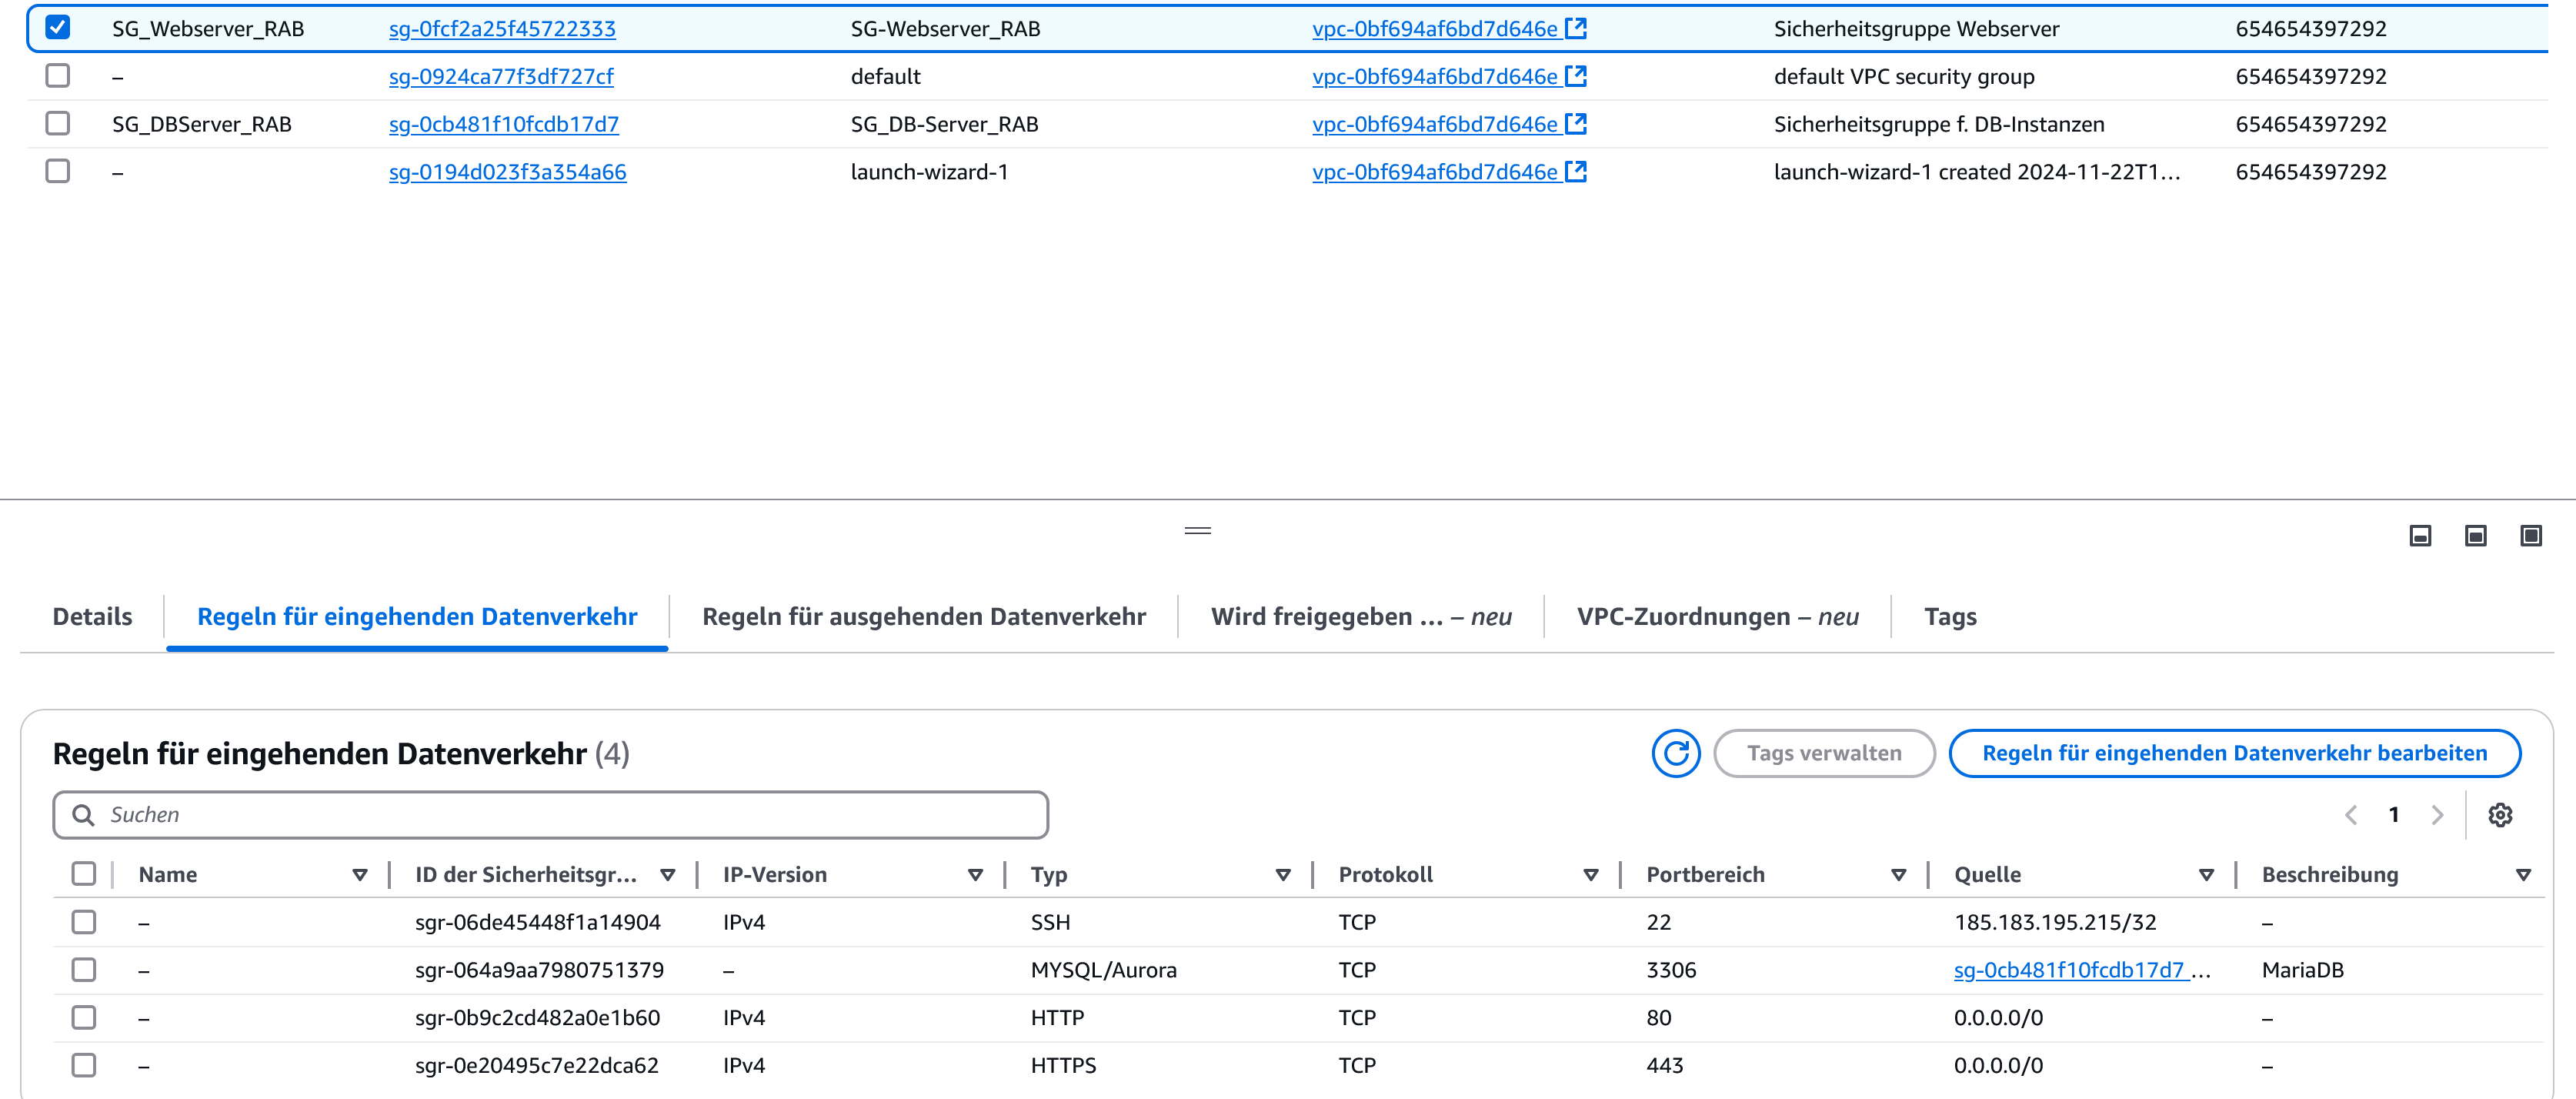 SG_Webserver_RAB sg-0fcf2a25f45722333 SG-Webserver_RAB vpc-0bf694af6bd7d646e Sicherheitsgruppe Webserver 654654397292
– sg-0924ca77f3df727cf default vpc-0bf694af6bd7d646e default VPC security group 654654397292
SG_DBServer_RAB sg-0cb481f10fcdb17d7 SG_DB-Server_RAB vpc-0bf694af6bd7d646e Sicherheitsgruppe f. DB-Instanzen 654654397292
– sg-0194d023f3a354a66 launch-wizard-1 vpc-0bf694af6bd7d646e launch-wizard-1 created 2024-11-22T1… 654654397292
Details Regeln für eingehenden Datenverkehr Regeln für ausgehenden Datenverkehr Wird freigegeben … – neu VPC-Zuordnungen – neu Tags
Regeln für eingehenden Datenverkehr (4) Tags verwalten Regeln für eingehenden Datenverkehr bearbeiten
Suchen 1
Name ID der Sicherheitsgr… IP-Version Typ Protokoll Portbereich Quelle Beschreibung
– sgr-06de45448f1a14904 IPv4 SSH TCP 22 185.183.195.215/32 –
– sgr-064a9aa7980751379 – MYSQL/Aurora TCP 3306 sg-0cb481f10fcdb17d7 … MariaDB
– sgr-0b9c2cd482a0e1b60 IPv4 HTTP TCP 80 0.0.0.0/0 –
– sgr-0e20495c7e22dca62 IPv4 HTTPS TCP 443 0.0.0.0/0 –